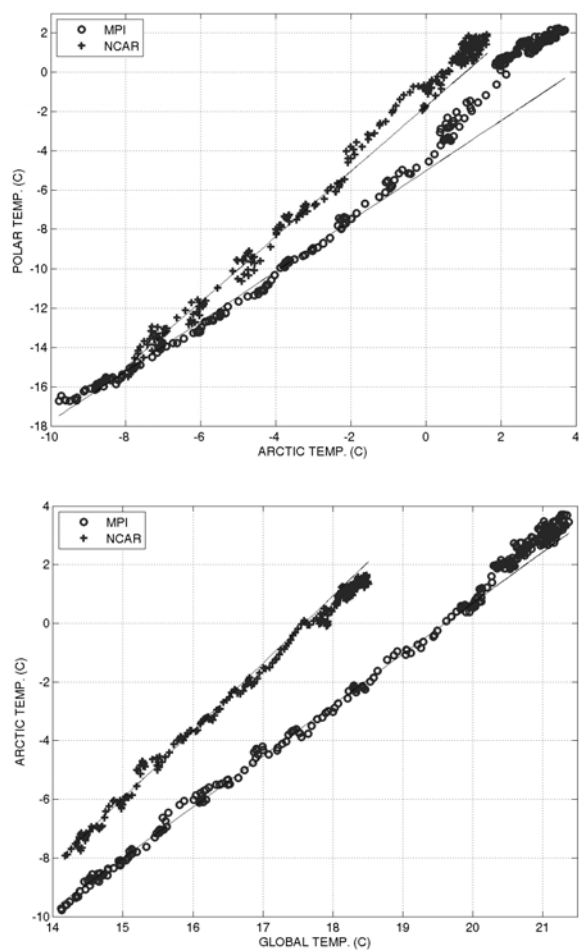 2
0
-2
-4
-6
-8
-10
-12
-14
-16
-18
POLAR TEMP. (C)
MPI
NCAR
-10 -8 -6 -4 -2 0 2 4
ARCTIC TEMP. (C)
4
2
0
-2
-4
-6
-8
-10
ARCTIC TEMP. (C)
MPI
NCAR
14 15 16 17 18 19 20 21
GLOBAL TEMP. (C)